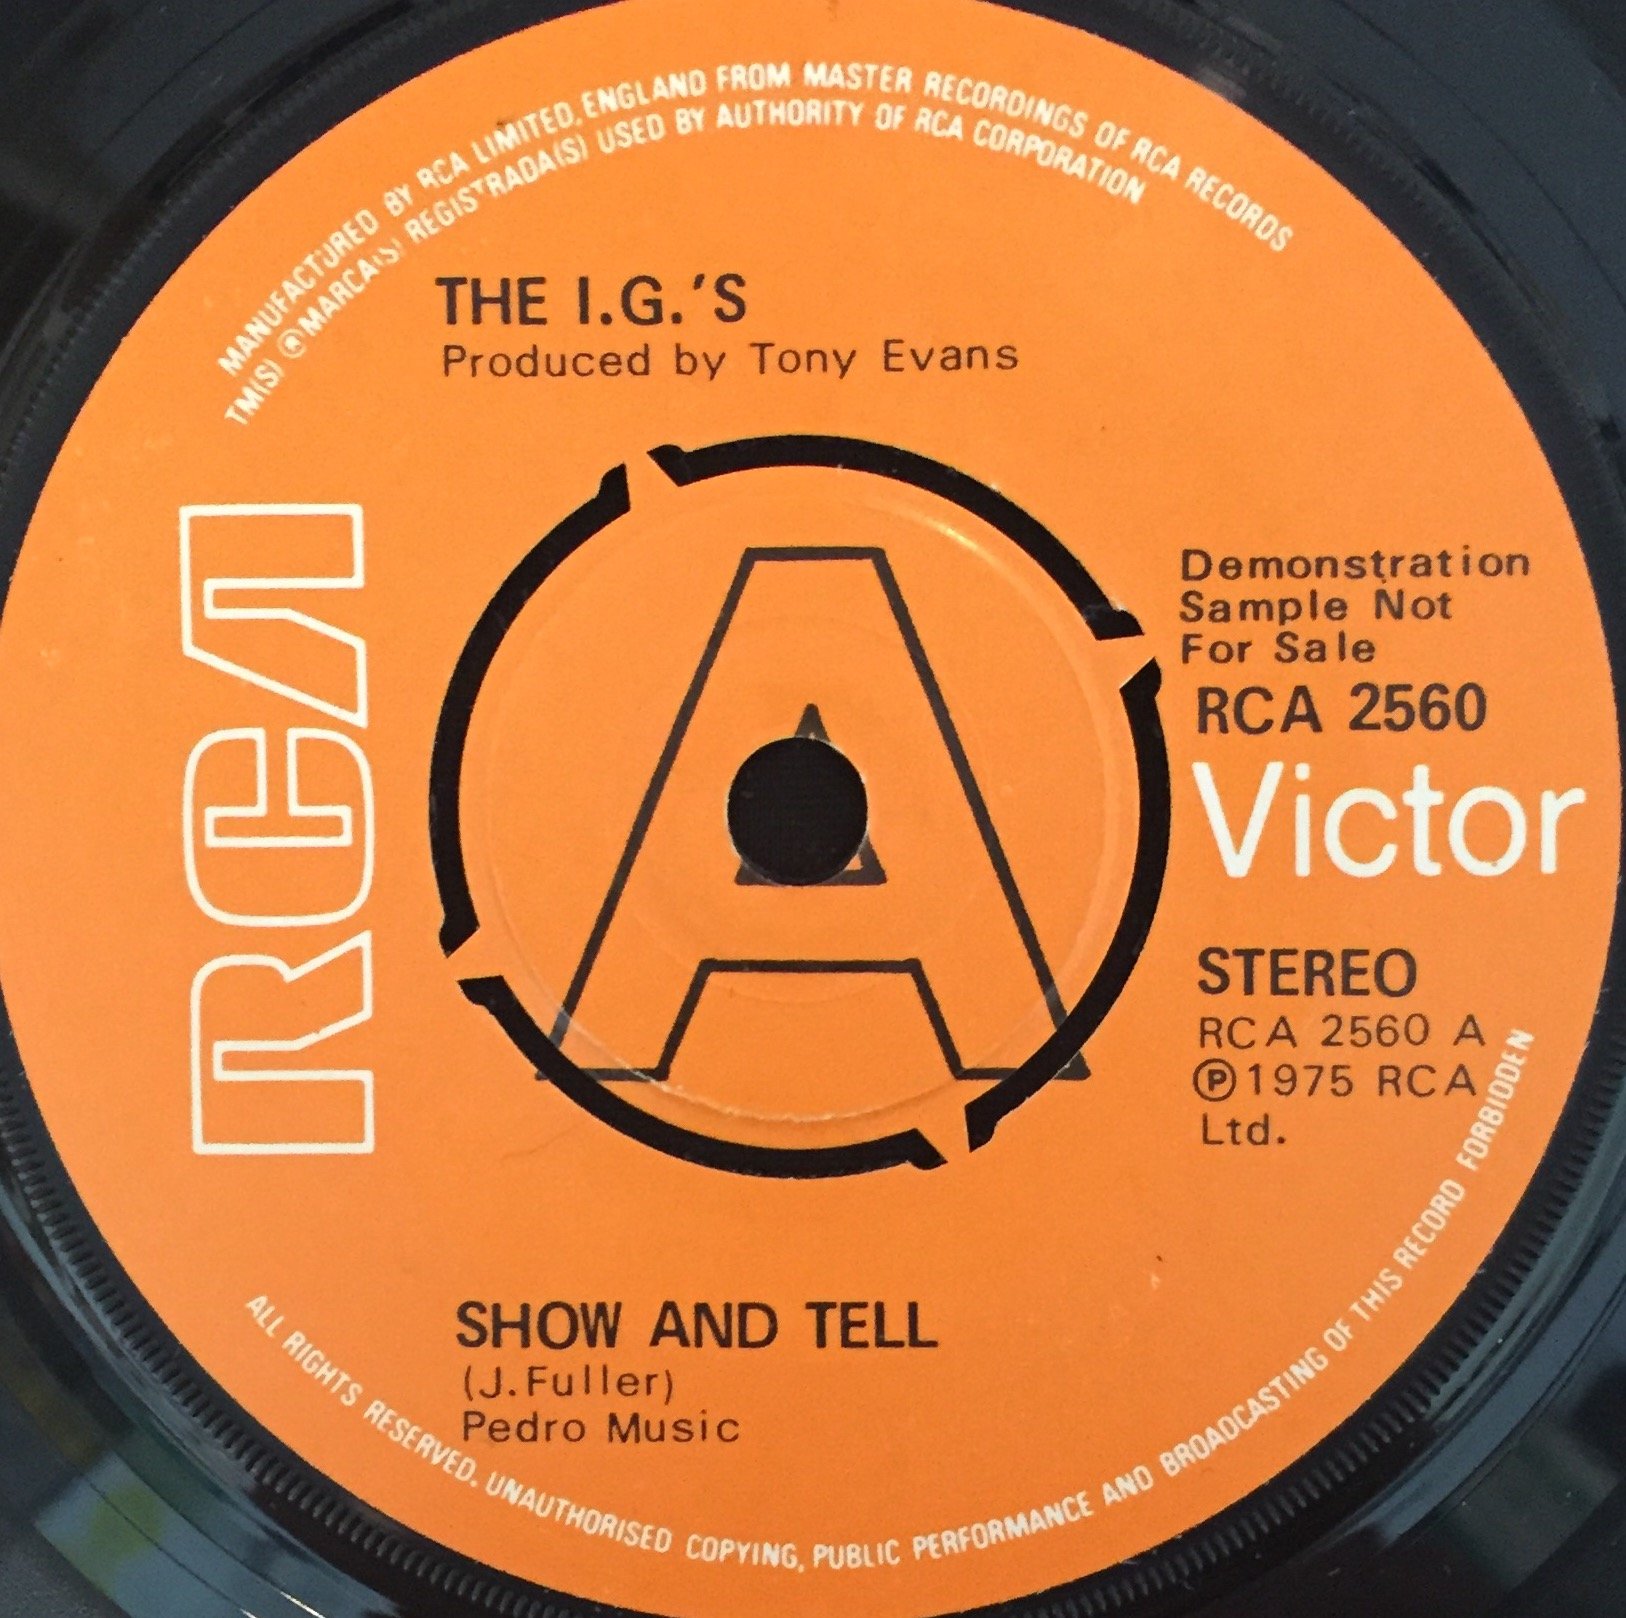 MANUFACTURED BY RCA LIMITED, ENGLAND FROM MASTER RECORDINGS OF RCA RECORDS
TM(S) ® MARCA(S) REGISTRADA(S) USED BY AUTHORITY OF RCA CORPORATION
THE I.G.'S
Produced by Tony Evans
RCA
A
Demonstration
Sample Not
For Sale
RCA 2560
Victor
STEREO
RCA 2560 A
Ⓟ1975 RCA
Ltd.
SHOW AND TELL
(J.Fuller)
Pedro Music
ALL RIGHTS RESERVED. UNAUTHORISED COPYING, PUBLIC PERFORMANCE AND BROADCASTING OF THIS RECORD FORBIDDEN